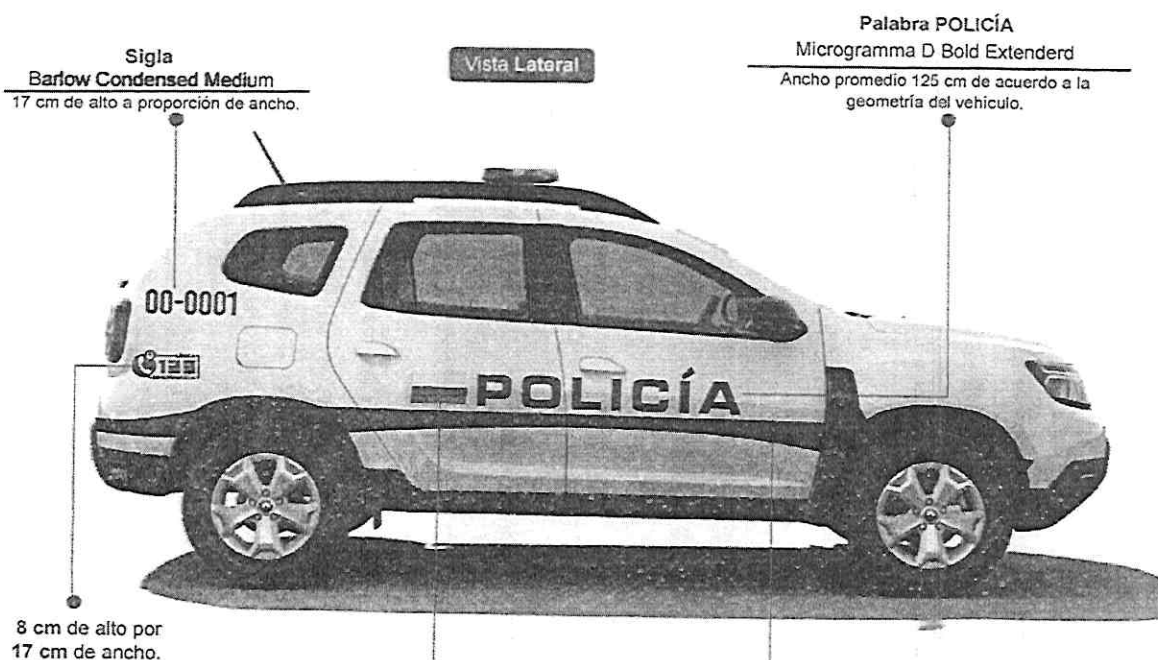 Sigla
Barlow Condensed Medium
17 cm de alto a proporción de ancho.
Vista Lateral
Palabra POLICÍA
Microgramma D Bold Extenderd
Ancho promedio 125 cm de acuerdo a la
geometría del vehículo.
00-0001
123
POLICÍA
8 cm de alto por
17 cm de ancho.